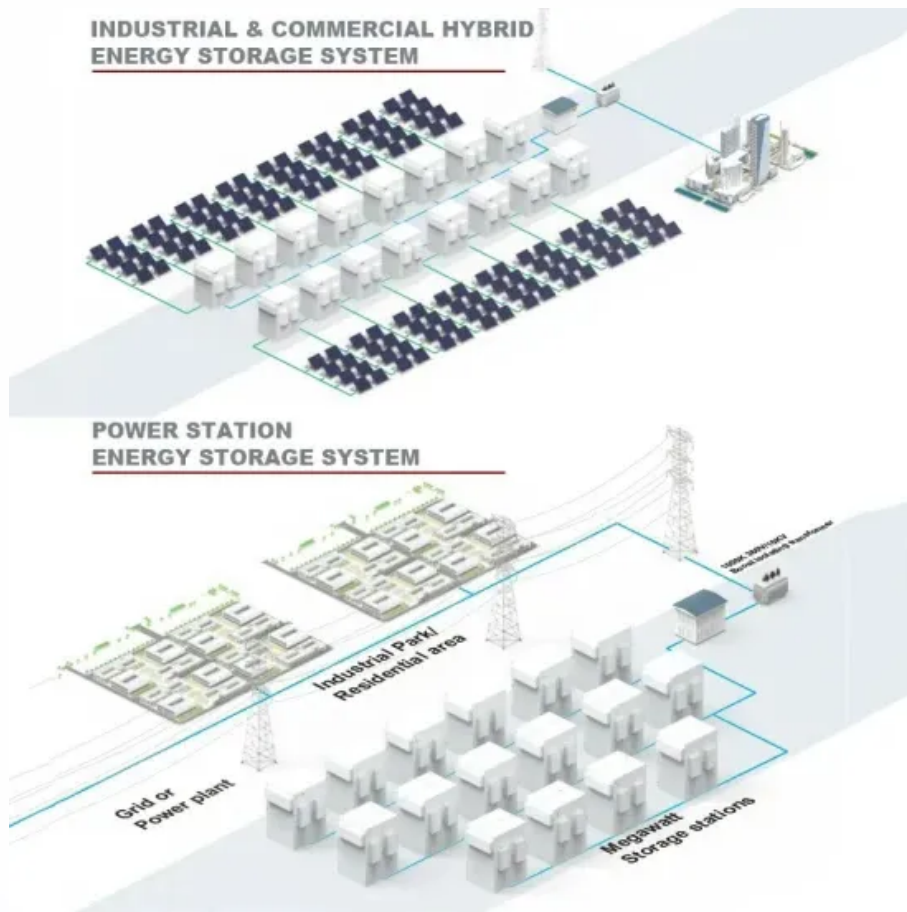 INDUSTRIAL & COMMERCIAL HYBRID
ENERGY STORAGE SYSTEM
POWER STATION
ENERGY STORAGE SYSTEM
Industrial Park/
Residential area
Grid or
Power plant
Megawatt
Storage stations